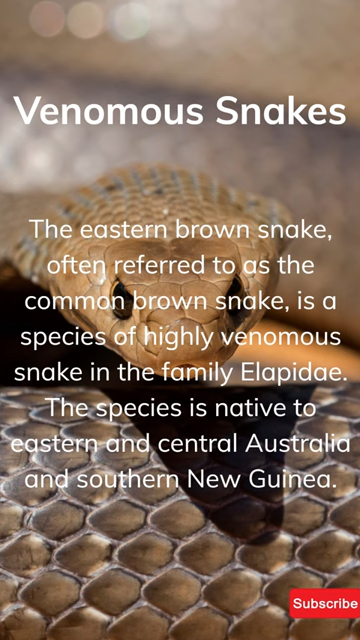 Venomous Snakes
The eastern brown snake,
often referred to as the
common brown snake, is a
species of highly venomous
snake in the family Elapidae.
The species is native to
eastern and central Australia
and southern New Guinea.
Subscribe